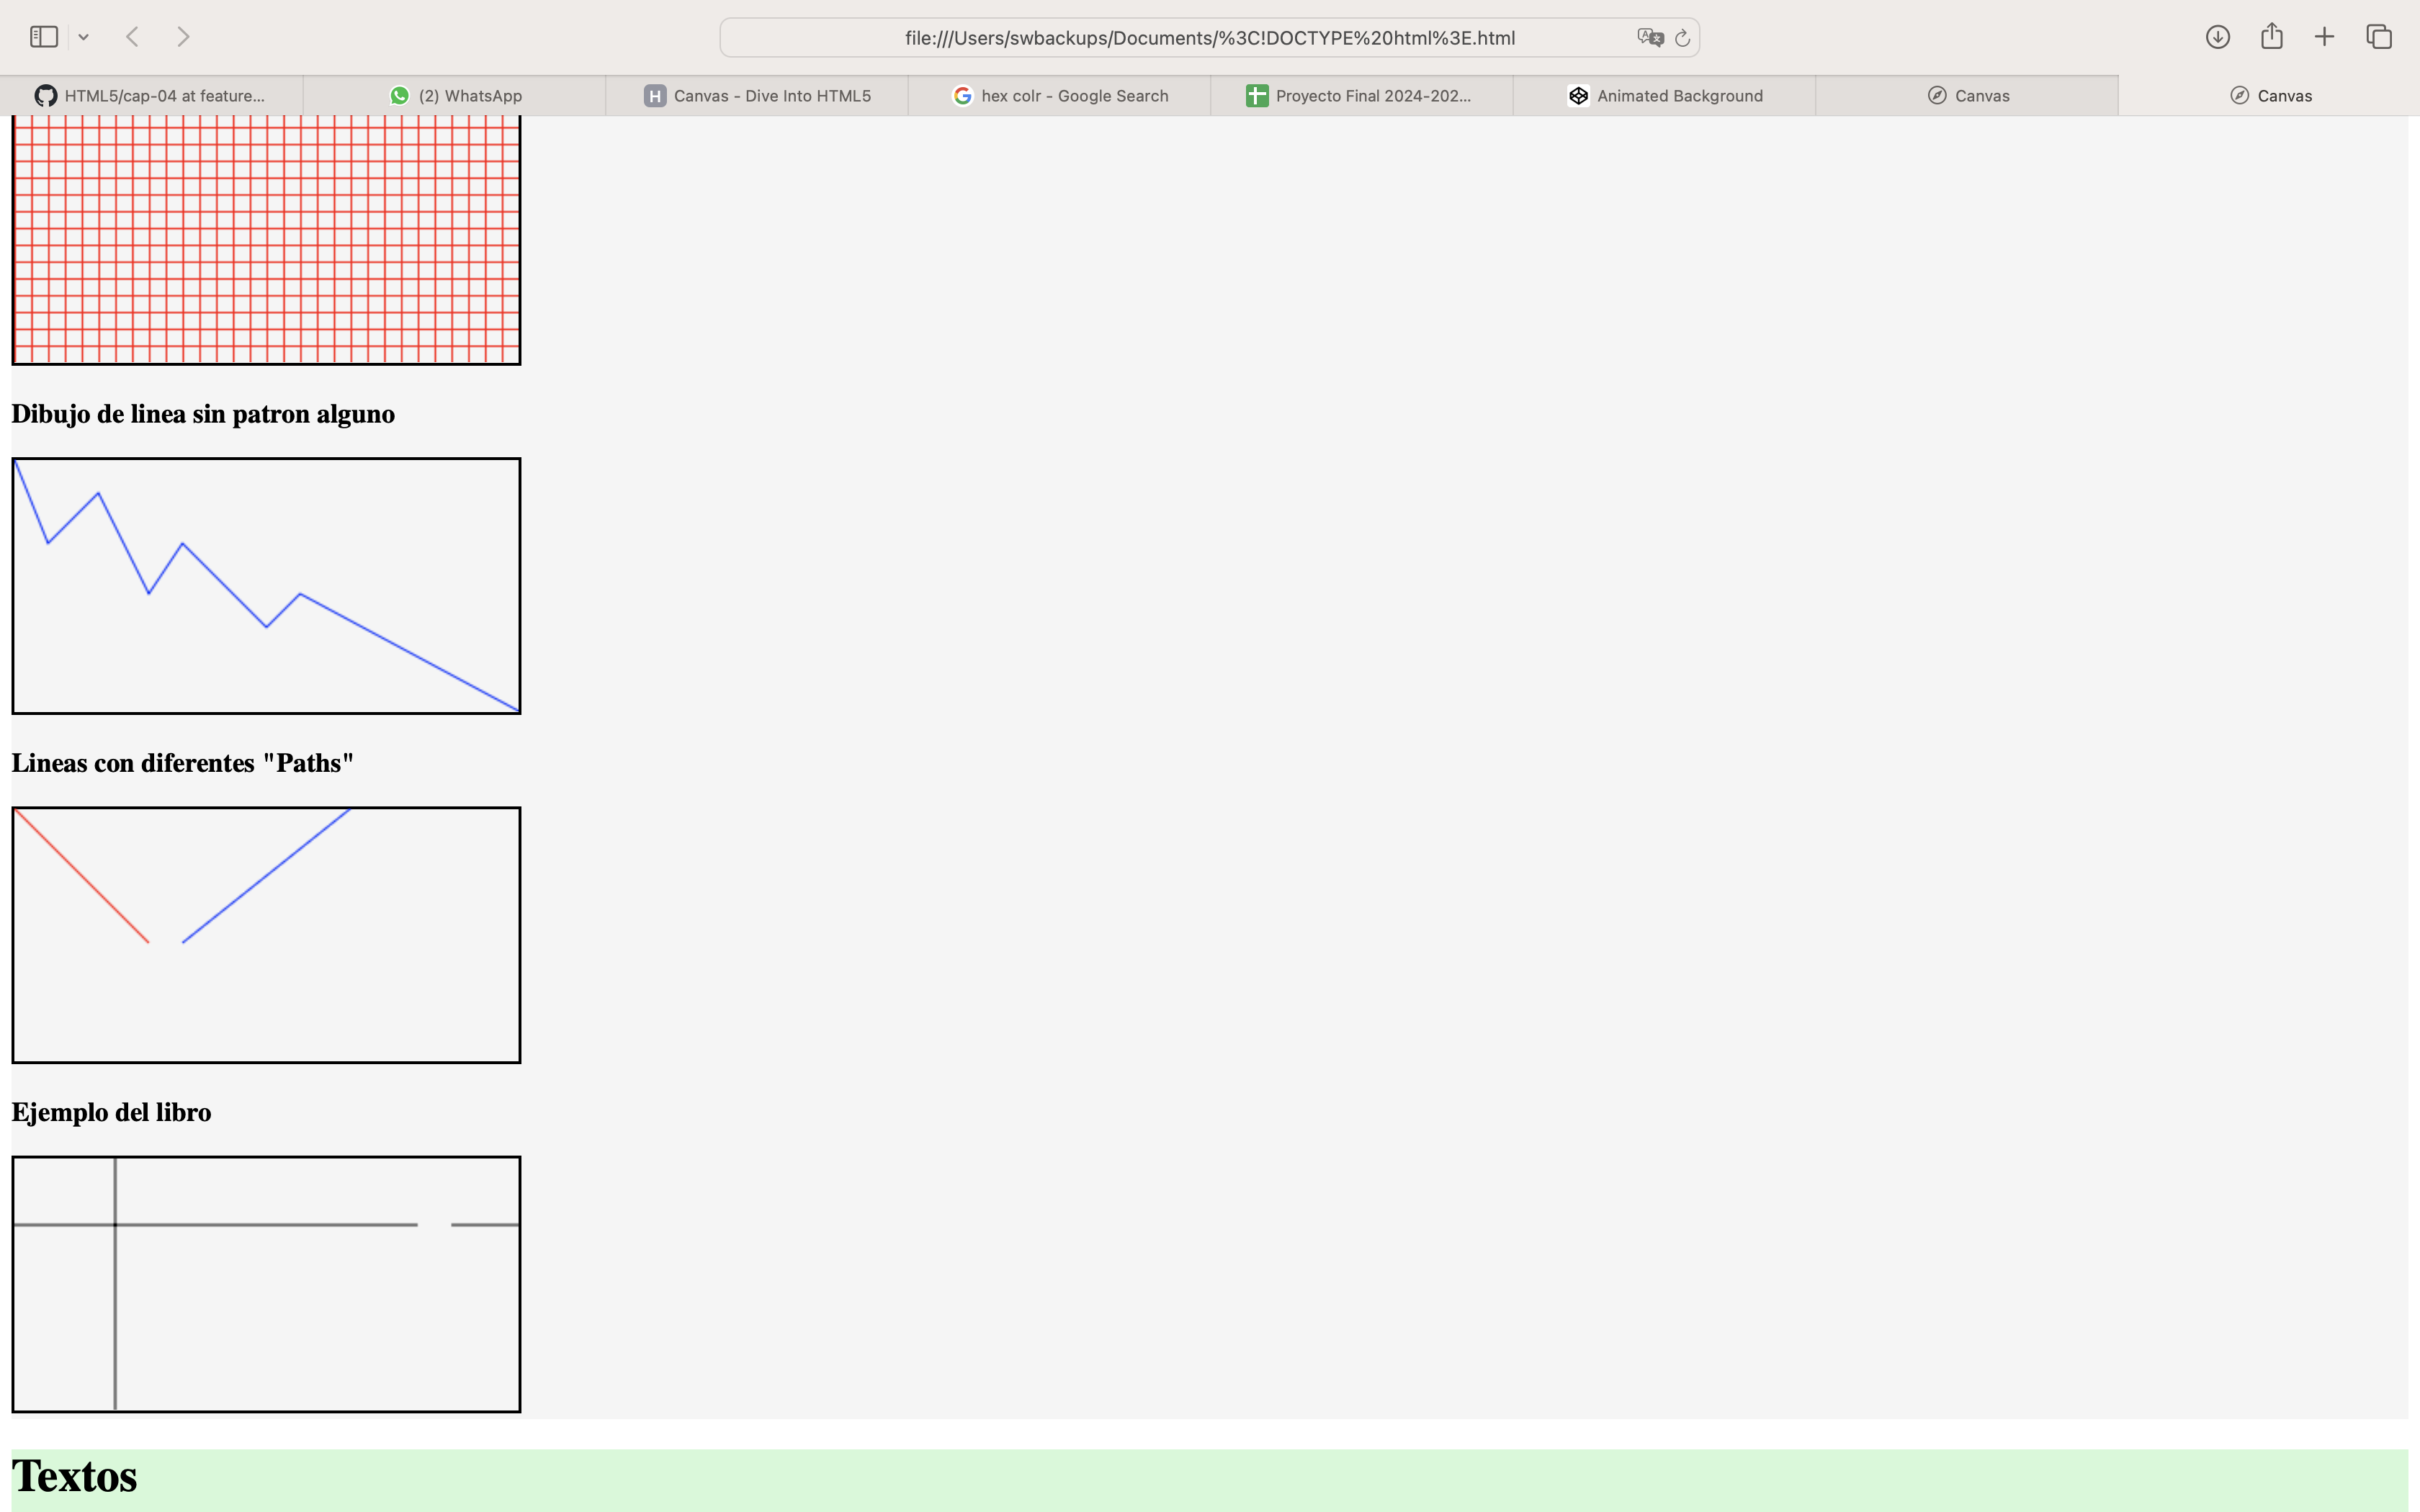 file:///Users/swbackups/Documents/%3C!DOCTYPE%20html%3E.html
HTML5/cap-04 at feature...
(2) WhatsApp
H Canvas - Dive Into HTML5
hex colr - Google Search
Proyecto Final 2024-202...
Animated Background
Canvas
Canvas
Dibujo de linea sin patron alguno
Lineas con diferentes "Paths"
Ejemplo del libro
Textos